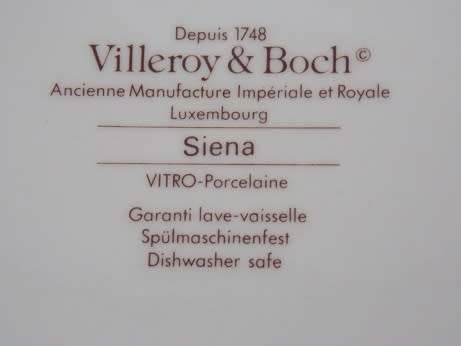 Depuis 1748
Villeroy & Boch©
Ancienne Manufacture Impériale et Royale
Luxembourg
Siena
VITRO-Porcelaine
Garanti lave-vaisselle
Spülmaschinenfest
Dishwasher safe